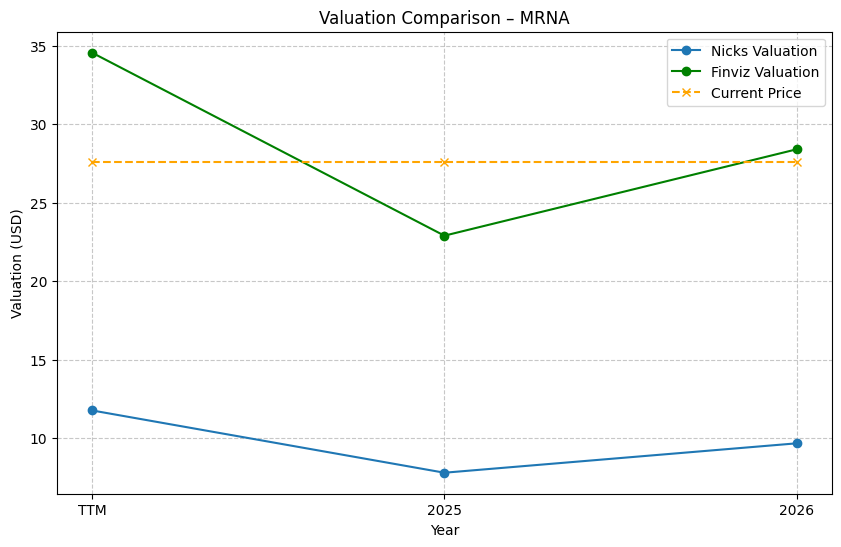 Valuation Comparison – MRNA
Nicks Valuation
Finviz Valuation
Current Price
Valuation (USD)
35
30
25
20
15
10
TTM
2025
2026
Year